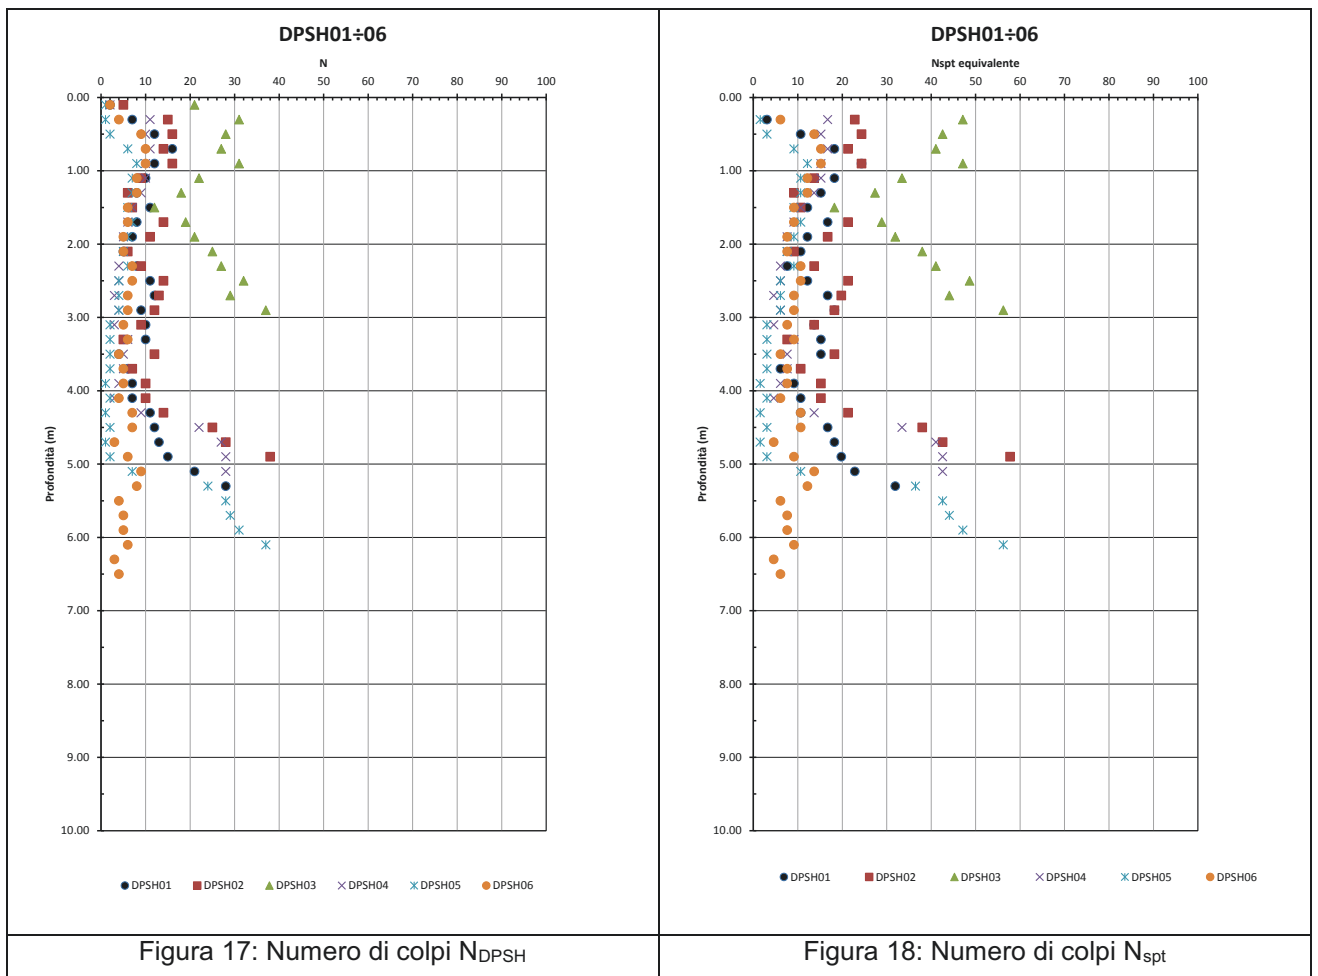 DPSH01÷06
N
0 10 20 30 40 50 60 70 80 90 100
0.00
1.00
2.00
3.00
4.00
5.00
6.00
7.00
8.00
9.00
10.00
Profondità (m)
DPSH01 DPSH02 DPSH03 DPSH04 DPSH05 DPSH06
Figura 17: Numero di colpi NDPSH
DPSH01÷06
Nspt equivalente
0 10 20 30 40 50 60 70 80 90 100
0.00
1.00
2.00
3.00
4.00
5.00
6.00
7.00
8.00
9.00
10.00
Profondità (m)
DPSH01 DPSH02 DPSH03 DPSH04 DPSH05 DPSH06
Figura 18: Numero di colpi Nspt